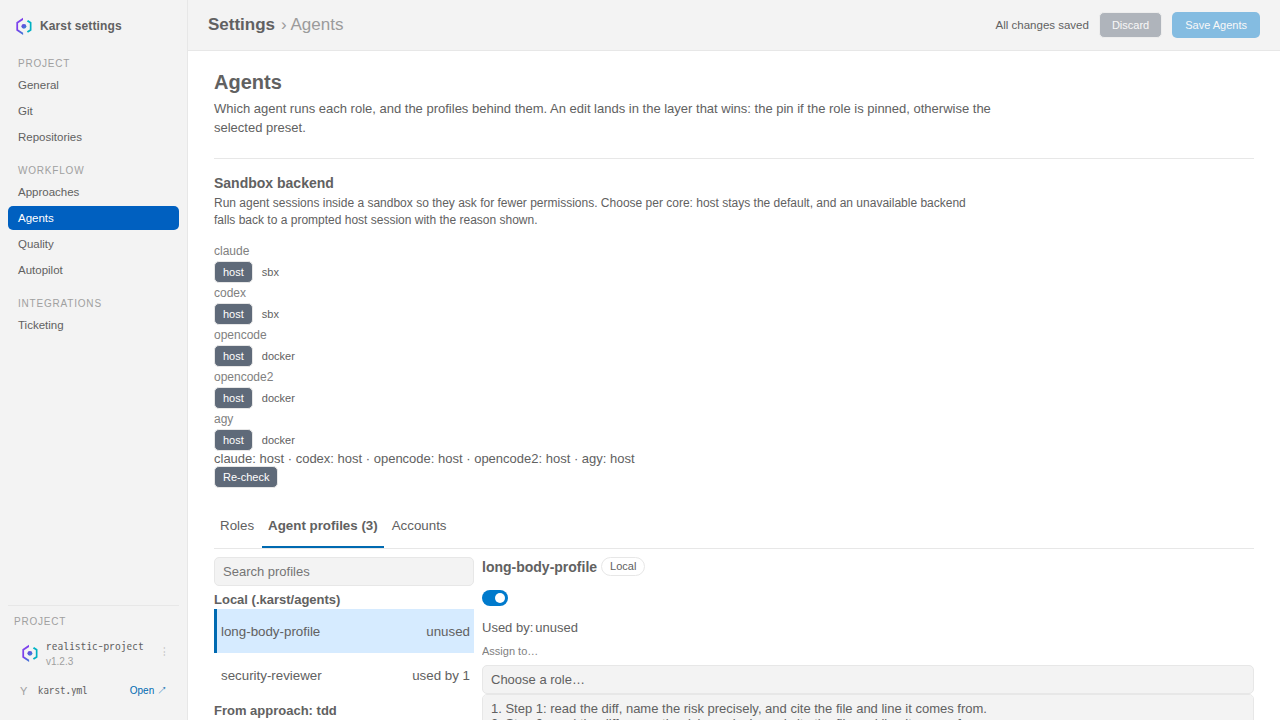 Karst settings
PROJECT
General
Git
Repositories
WORKFLOW
Approaches
Agents
Quality
Autopilot
INTEGRATIONS
Ticketing
PROJECT
realistic-project
v1.2.3
Y karst.yml Open ↗
Settings › Agents
All changes saved Discard Save Agents
Agents
Which agent runs each role, and the profiles behind them. An edit lands in the layer that wins: the pin if the role is pinned, otherwise the
selected preset.
Sandbox backend
Run agent sessions inside a sandbox so they ask for fewer permissions. Choose per core: host stays the default, and an unavailable backend
falls back to a prompted host session with the reason shown.
claude
host sbx
codex
host sbx
opencode
host docker
opencode2
host docker
agy
host docker
claude: host · codex: host · opencode: host · opencode2: host · agy: host
Re-check
Roles Agent profiles (3) Accounts
Search profiles
Local (.karst/agents)
long-body-profile unused
security-reviewer used by 1
From approach: tdd
long-body-profile Local
Used by: unused
Assign to…
Choose a role…
1. Step 1: read the diff, name the risk precisely, and cite the file and line it comes from.